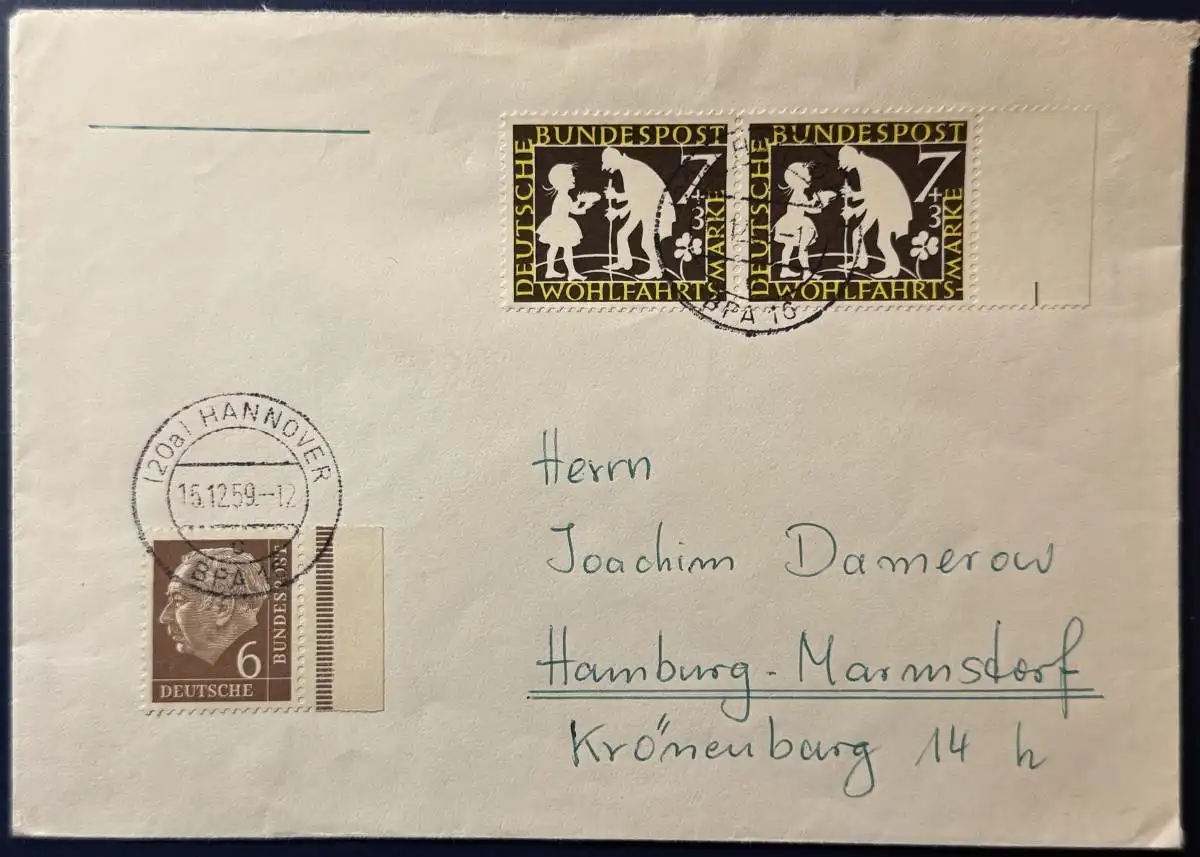 DEUTSCHE BUNDESPOST
7
+3
WOHLFAHRTS-
MARKE
DEUTSCHE BUNDESPOST
7
+3
WOHLFAHRTS-
MARKE
BPA 16
(20a) HANNOVER
15.12.59.--12
c
BPA 1
6
DEUTSCHE
BUNDESPOST
Herrn
Joachim Damerow
Hamburg-Marmstorf
Krönenbarg 14 h